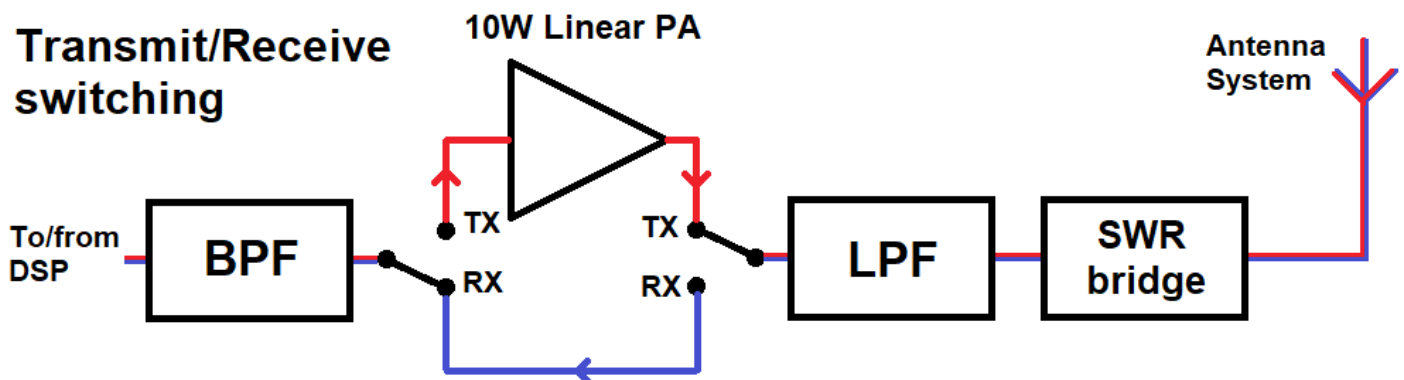 10W Linear PA
Transmit/Receive
switching
Antenna
System
To/from
DSP
BPF
TX
RX
TX
RX
LPF
SWR
bridge